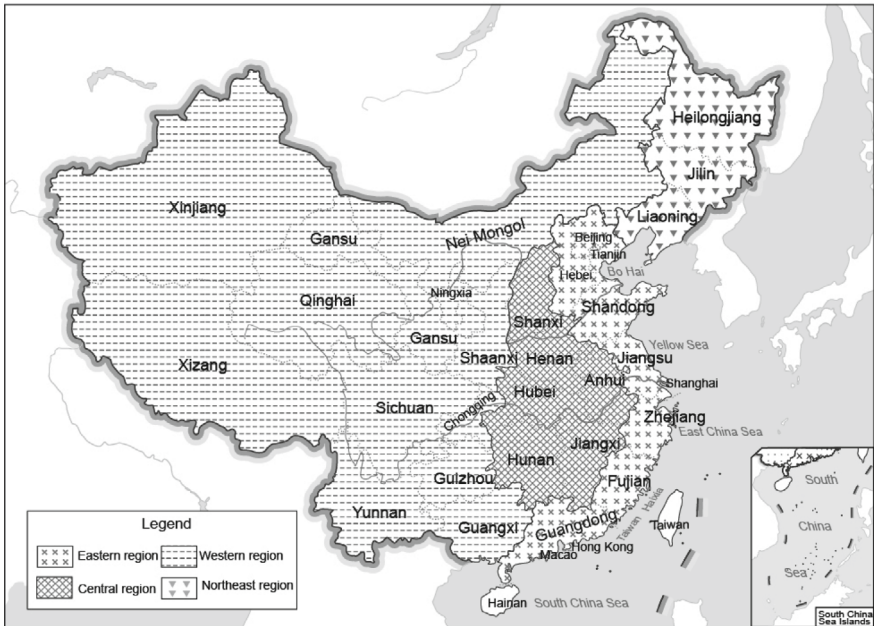 Heilongjiang
Jilin
Xinjiang
Liaoning
Nei Mongol
Gansu
Beijing
Tianjin
Hebei
Bo Hai
Ningxia
Qinghai
Shandong
Shanxi
Gansu
Yellow Sea
Shaanxi
Henan
Jiangsu
Xizang
Anhui
Shanghai
Hubei
Sichuan
Chongqing
Zhejiang
East China Sea
Jiangxi
Hunan
Guizhou
Fujian
South
Taiwan Haixia
Yunnan
Guangxi
Guangdong
Taiwan
China
Hong Kong
Macao
Sea
Hainan
South China Sea
South China
Sea Islands
Legend
Eastern region
Western region
Central region
Northeast region